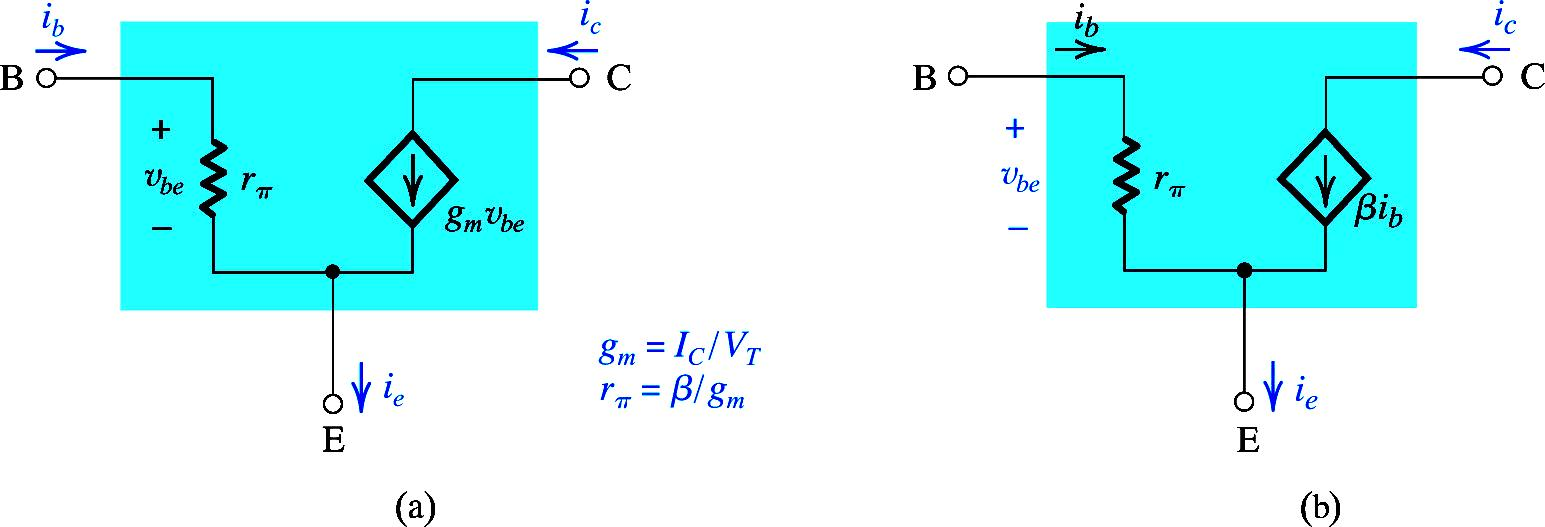 i_b
i_c
B
C
+
v_be
−
r_π
g_m v_be
i_e
E
g_m = I_C/V_T
r_π = β/g_m
(a)
i_b
i_c
B
C
+
v_be
−
r_π
βi_b
i_e
E
(b)